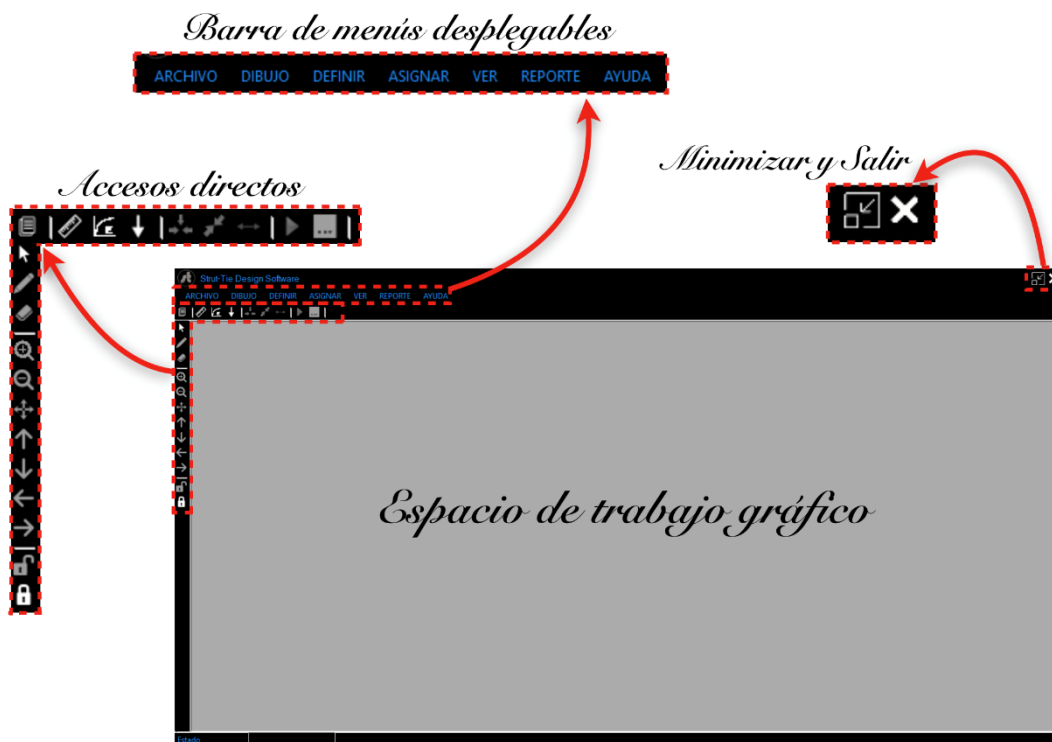 Barra de menús desplegables
ARCHIVO DIBUJO DEFINIR ASIGNAR VER REPORTE AYUDA
Minimizar y Salir
Accesos directos
Strut-Tie Design Software
ARCHIVO DIBUJO DEFINIR ASIGNAR VER REPORTE AYUDA
Espacio de trabajo gráfico
Estado